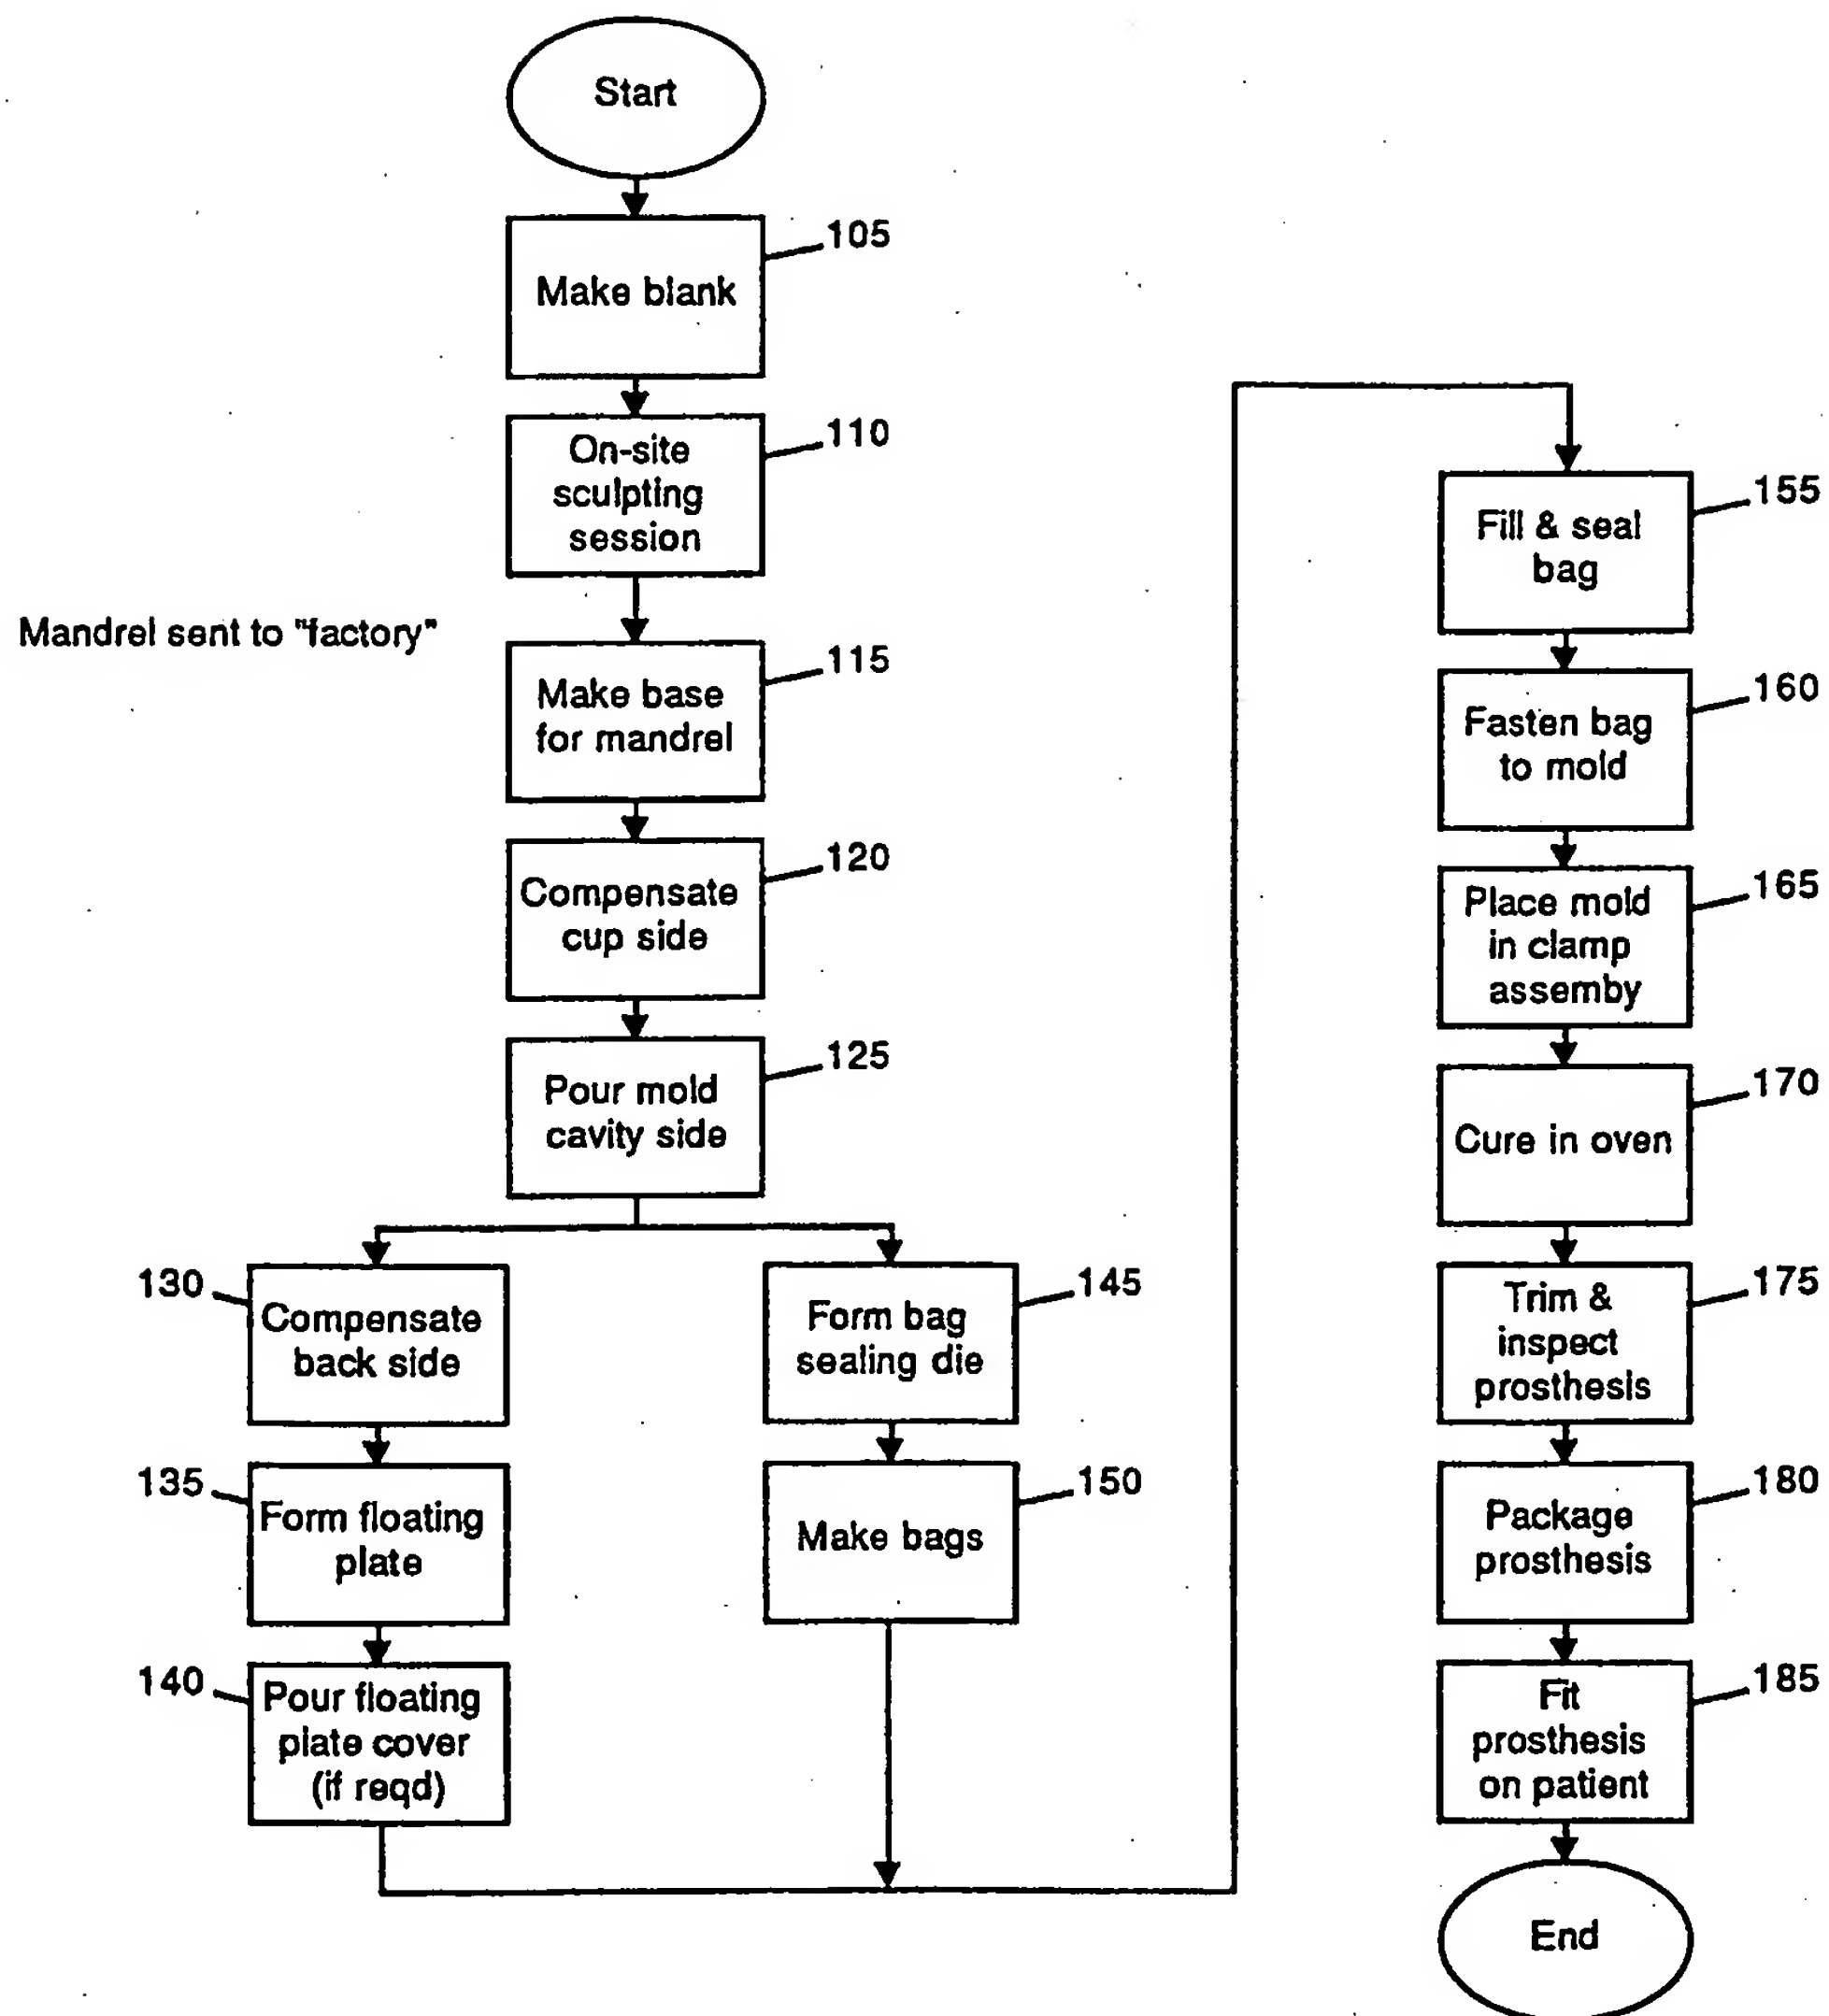 Start
105
Make blank
110
On-site
sculpting
session
Mandrel sent to "factory"
115
Make base
for mandrel
120
Compensate
cup side
125
Pour mold
cavity side
130
Compensate
back side
135
Form floating
plate
140
Pour floating
plate cover
(if reqd)
145
Form bag
sealing die
150
Make bags
155
Fill & seal
bag
160
Fasten bag
to mold
165
Place mold
in clamp
assemby
170
Cure in oven
175
Trim &
inspect
prosthesis
180
Package
prosthesis
185
Fit
prosthesis
on patient
End